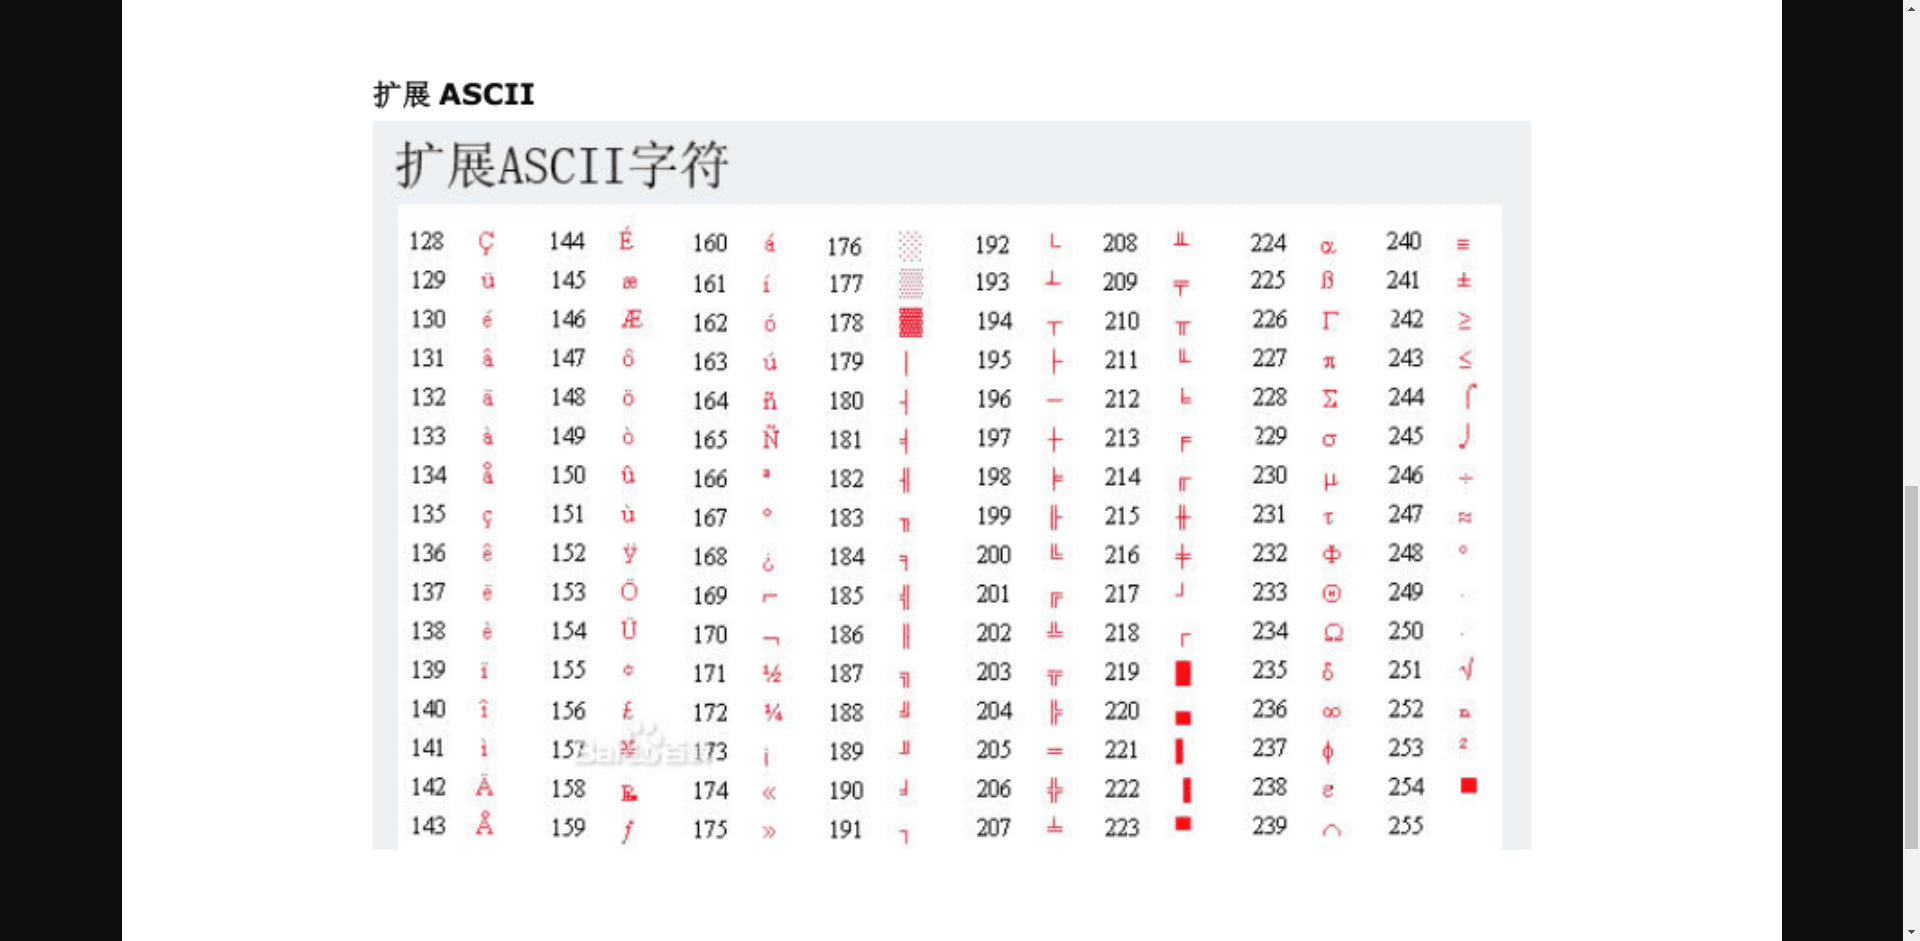 扩展 ASCII
扩展ASCII字符
128 Ç 144 É 160 á 176 ░ 192 └ 208 ╨ 224 α 240 ≡
129 ü 145 æ 161 í 177 ▒ 193 ┴ 209 ╤ 225 ß 241 ±
130 é 146 Æ 162 ó 178 ▓ 194 ┬ 210 ╥ 226 Γ 242 ≥
131 â 147 ô 163 ú 179 │ 195 ├ 211 ╙ 227 π 243 ≤
132 ä 148 ö 164 ñ 180 ┤ 196 ─ 212 ╘ 228 Σ 244 ⌠
133 à 149 ò 165 Ñ 181 ╡ 197 ┼ 213 ╒ 229 σ 245 ⌡
134 å 150 û 166 ª 182 ╢ 198 ╞ 214 ╓ 230 µ 246 ÷
135 ç 151 ù 167 º 183 ╖ 199 ╟ 215 ╫ 231 τ 247 ≈
136 ê 152 ÿ 168 ¿ 184 ╕ 200 ╚ 216 ╪ 232 Φ 248 °
137 ë 153 Ö 169 ⌐ 185 ╣ 201 ╔ 217 ┘ 233 Θ 249 ∙
138 è 154 Ü 170 ¬ 186 ║ 202 ╩ 218 ┌ 234 Ω 250 ·
139 ï 155 ¢ 171 ½ 187 ╗ 203 ╦ 219 █ 235 δ 251 √
140 î 156 £ 172 ¼ 188 ╝ 204 ╠ 220 ▄ 236 ∞ 252 ⁿ
141 ì 157 ¥ 173 ¡ 189 ╜ 205 ═ 221 ▌ 237 φ 253 ²
142 Ä 158 ₧ 174 « 190 ╛ 206 ╬ 222 ▐ 238 ε 254 ■
143 Å 159 ƒ 175 » 191 ┐ 207 ╧ 223 ▀ 239 ∩ 255